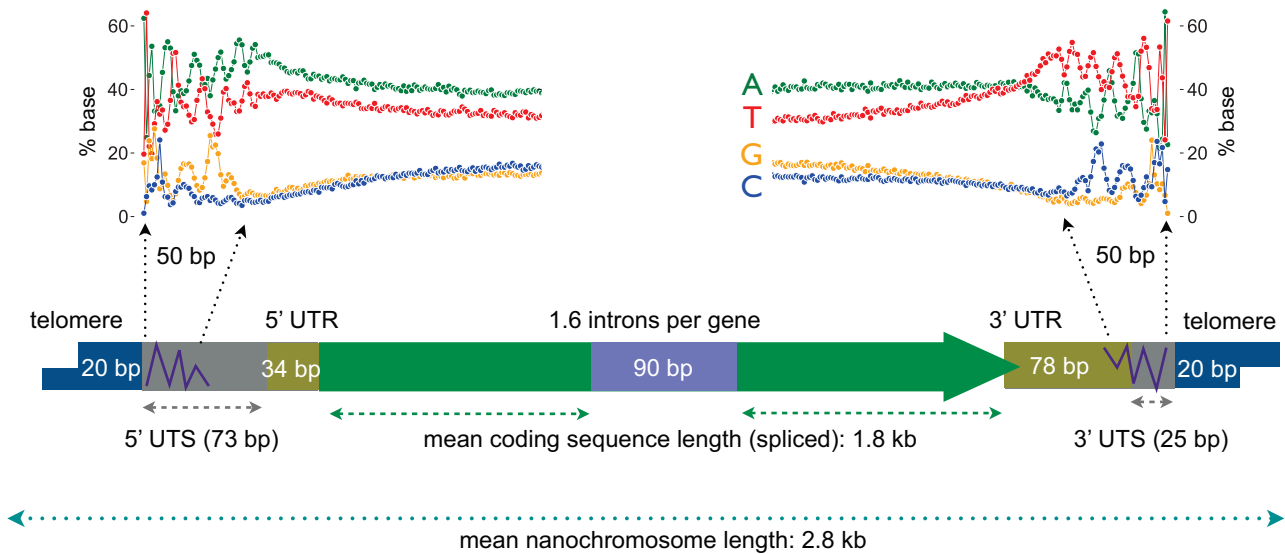 60
40
20
0
% base
A
T
G
C
60
40
20
0
% base
50 bp
50 bp
telomere
5’ UTR
1.6 introns per gene
3’ UTR
telomere
20 bp
34 bp
90 bp
78 bp
20 bp
5’ UTS (73 bp)
mean coding sequence length (spliced): 1.8 kb
3’ UTS (25 bp)
mean nanochromosome length: 2.8 kb